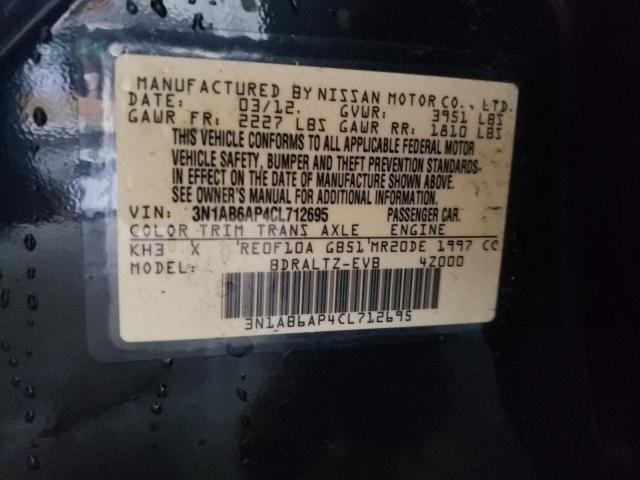 MANUFACTURED BY NISSAN MOTOR CO., LTD.
DATE: 03/12. GVWR: 3951 LBS
GAWR FR: 2227 LBS GAWR RR: 1810 LBS
THIS VEHICLE CONFORMS TO ALL APPLICABLE FEDERAL MOTOR
VEHICLE SAFETY, BUMPER AND THEFT PREVENTION STANDARDS
IN EFFECT ON THE DATE OF MANUFACTURE SHOWN ABOVE.
SEE OWNER'S MANUAL FOR ADDITIONAL INFORMATION.
VIN: 3N1AB6AP4CL712695 PASSENGER CAR.
COLOR TRIM TRANS AXLE ENGINE
KH3 X RE0F10A GB51 MR20DE 1997 CC
MODEL: BDRALTZ-EVB 4Z000
3N1AB6AP4CL712695